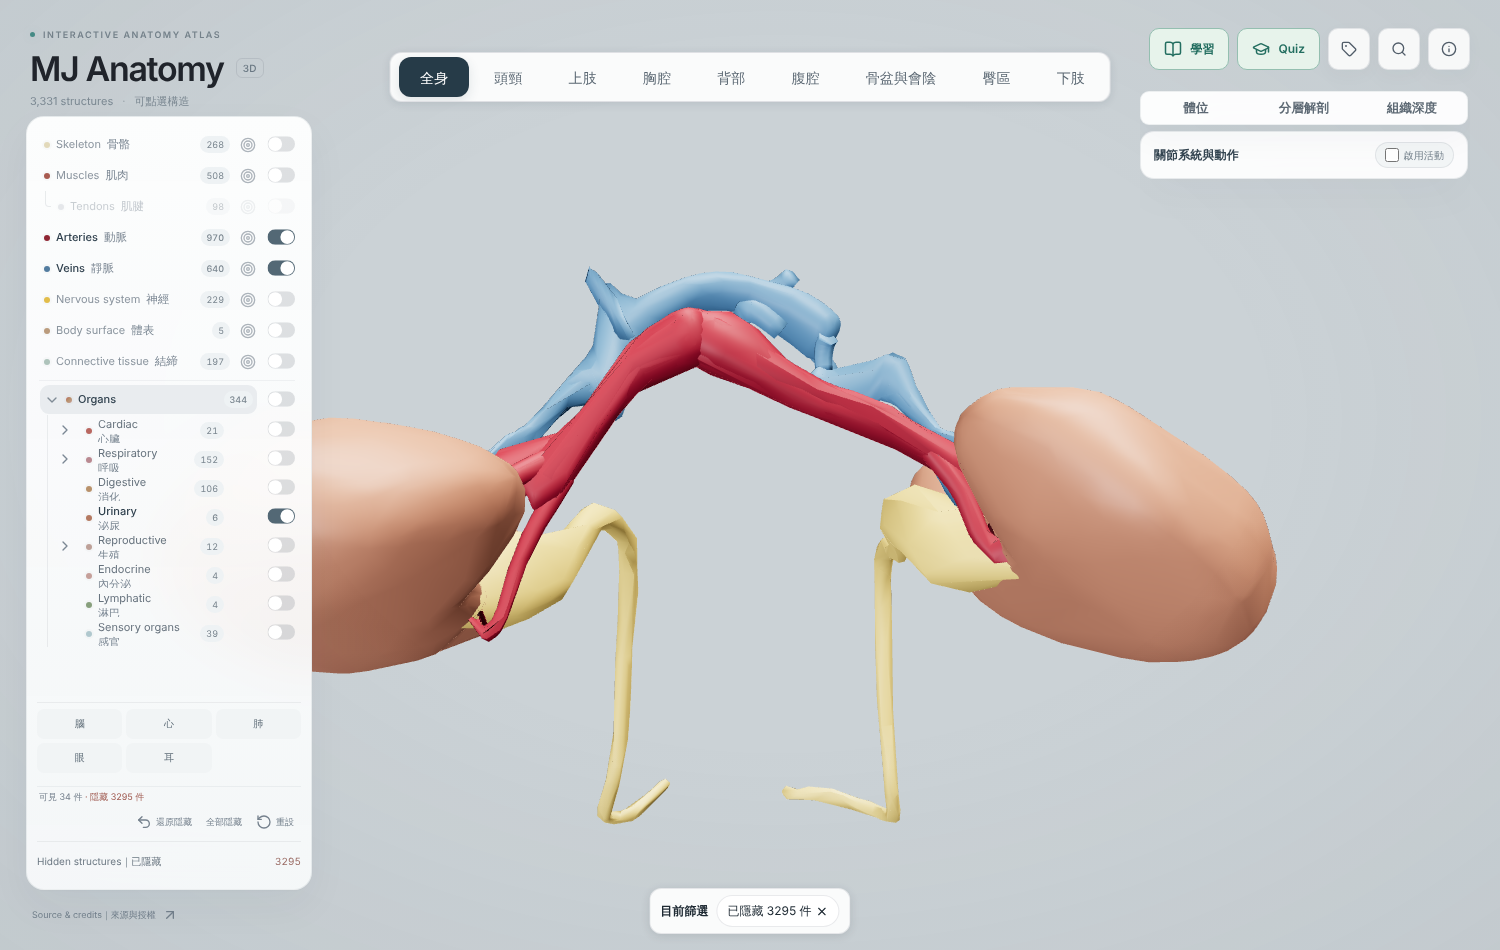 INTERACTIVE ANATOMY ATLAS
MJ Anatomy 3D
3,331 structures · 可點選構造
全身 頭頸 上肢 胸腔 背部 腹腔 骨盆與會陰 臀區 下肢
學習 Quiz
體位 分層解剖 組織深度
關節系統與動作 啟用活動
Skeleton 骨骼 268
Muscles 肌肉 508
Tendons 肌腱 98
Arteries 動脈 970
Veins 靜脈 640
Nervous system 神經 229
Body surface 體表 5
Connective tissue 結締 197
Organs 344
Cardiac 21
心臟
Respiratory 152
呼吸
Digestive 106
消化
Urinary 6
泌尿
Reproductive 12
生殖
Endocrine 4
內分泌
Lymphatic 4
淋巴
Sensory organs 39
感官
腦 心 肺
眼 耳
可見 34 件 · 隱藏 3295 件
還原隱藏 全部隱藏 重設
Hidden structures | 已隱藏 3295
Source & credits | 來源與授權
目前篩選 已隱藏 3295 件 ✕